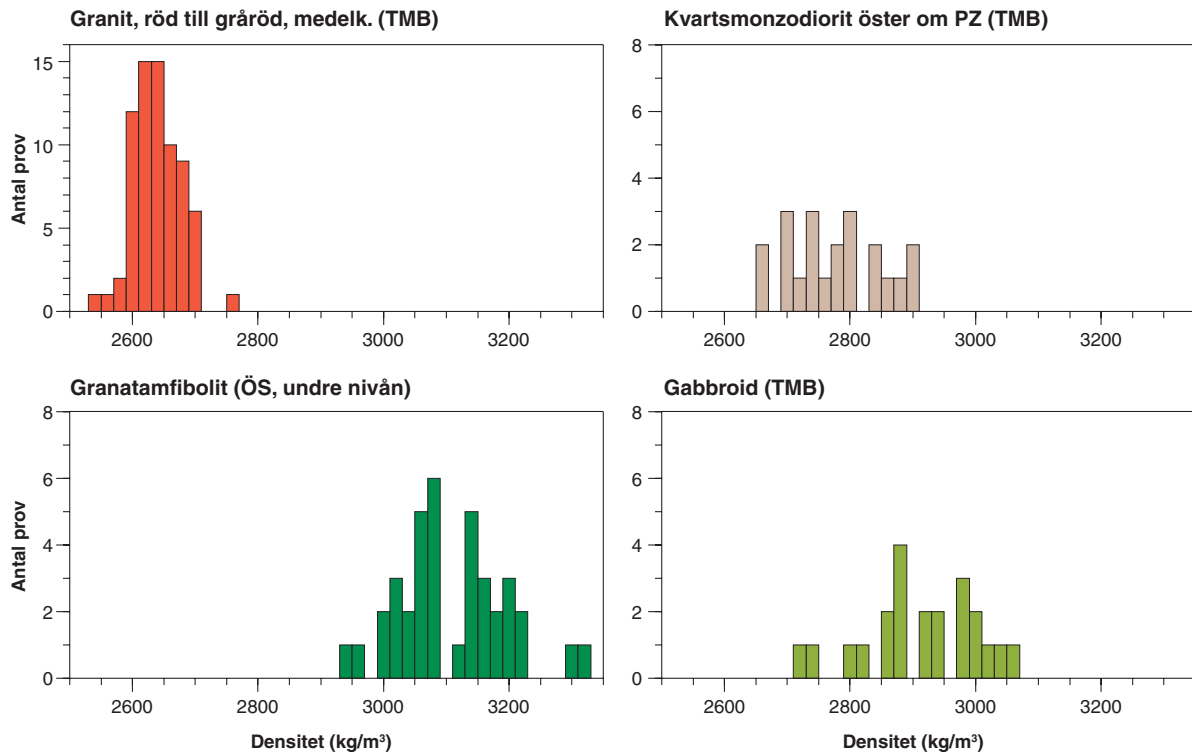 Granit, röd till gråröd, medelk. (TMB)
15
10
5
0
Antal prov
2600 2800 3000 3200
Kvartsmonzodiorit öster om PZ (TMB)
8
6
4
2
0
2600 2800 3000 3200
Granatamfibolit (ÖS, undre nivån)
8
6
4
2
0
Antal prov
2600 2800 3000 3200
Densitet (kg/m³)
Gabbroid (TMB)
8
6
4
2
0
2600 2800 3000 3200
Densitet (kg/m³)